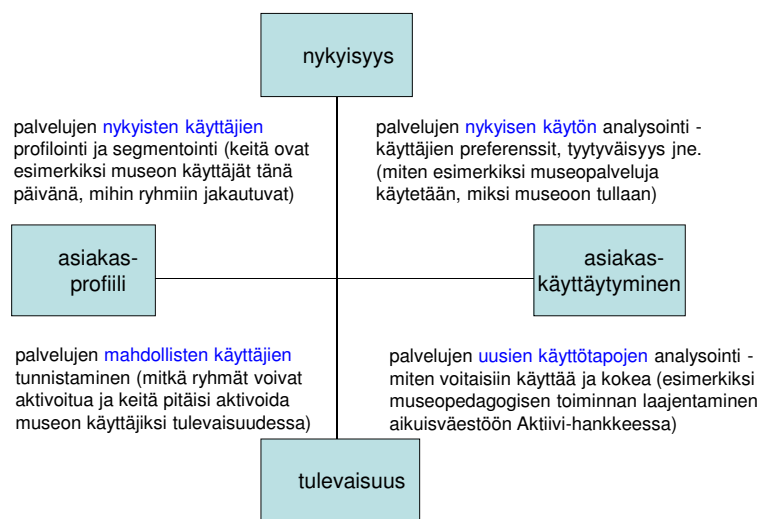 nykyisyys
palvelujen nykyisten käyttäjien
profilointi ja segmentointi (keitä ovat
esimerkiksi museon käyttäjät tänä
päivänä, mihin ryhmiin jakautuvat)
palvelujen nykyisen käytön analysointi -
käyttäjien preferenssit, tyytyväisyys jne.
(miten esimerkiksi museopalveluja
käytetään, miksi museoon tullaan)
asiakas-
profiili
asiakas-
käyttäytyminen
palvelujen mahdollisten käyttäjien
tunnistaminen (mitkä ryhmät voivat
aktivoitua ja keitä pitäisi aktivoida
museon käyttäjiksi tulevaisuudessa)
palvelujen uusien käyttötapojen analysointi -
miten voitaisiin käyttää ja kokea (esimerkiksi
museopedagogisen toiminnan laajentaminen
aikuisväestöön Aktiivi-hankkeessa)
tulevaisuus